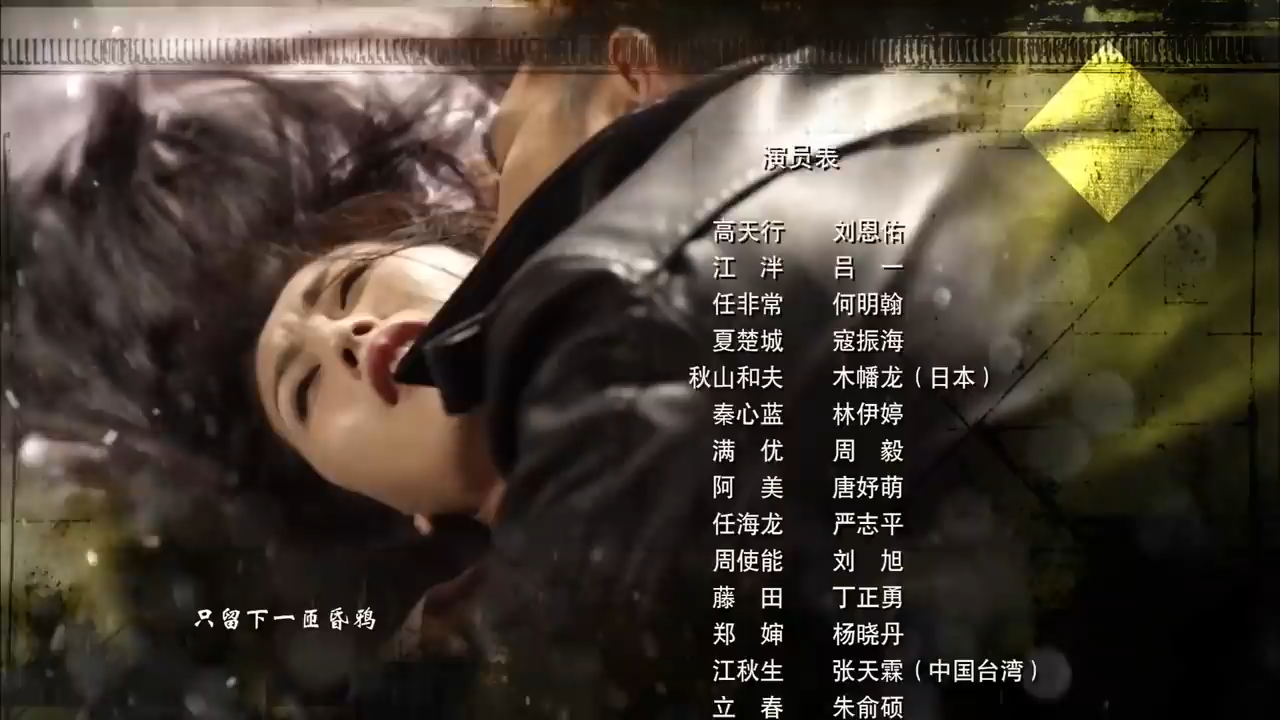 演员表
高天行 刘恩佑
江 泮 吕 一
任非常 何明翰
夏楚城 寇振海
秋山和夫 木幡龙（日本）
秦心蓝 林伊婷
满 优 周 毅
阿 美 唐妤萌
任海龙 严志平
周使能 刘 旭
藤 田 丁正勇
郑 婶 杨晓丹
江秋生 张天霖（中国台湾）
立 春 朱俞硕
只留下一匝昏鸦